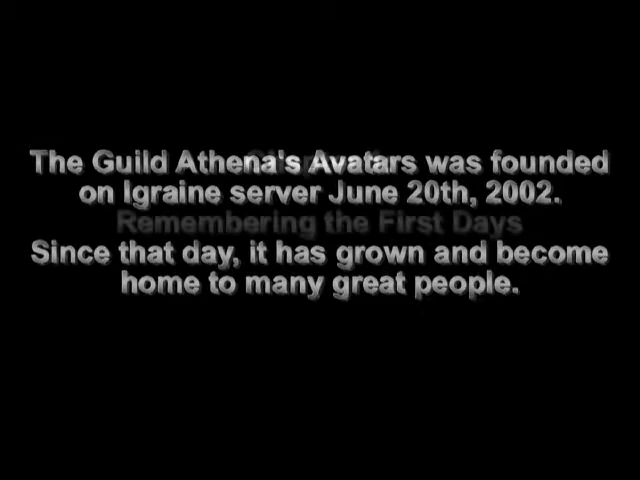 The Guild Athena's Avatars was founded
on Igraine server June 20th, 2002.
Remembering the First Days
Since that day, it has grown and become
home to many great people.